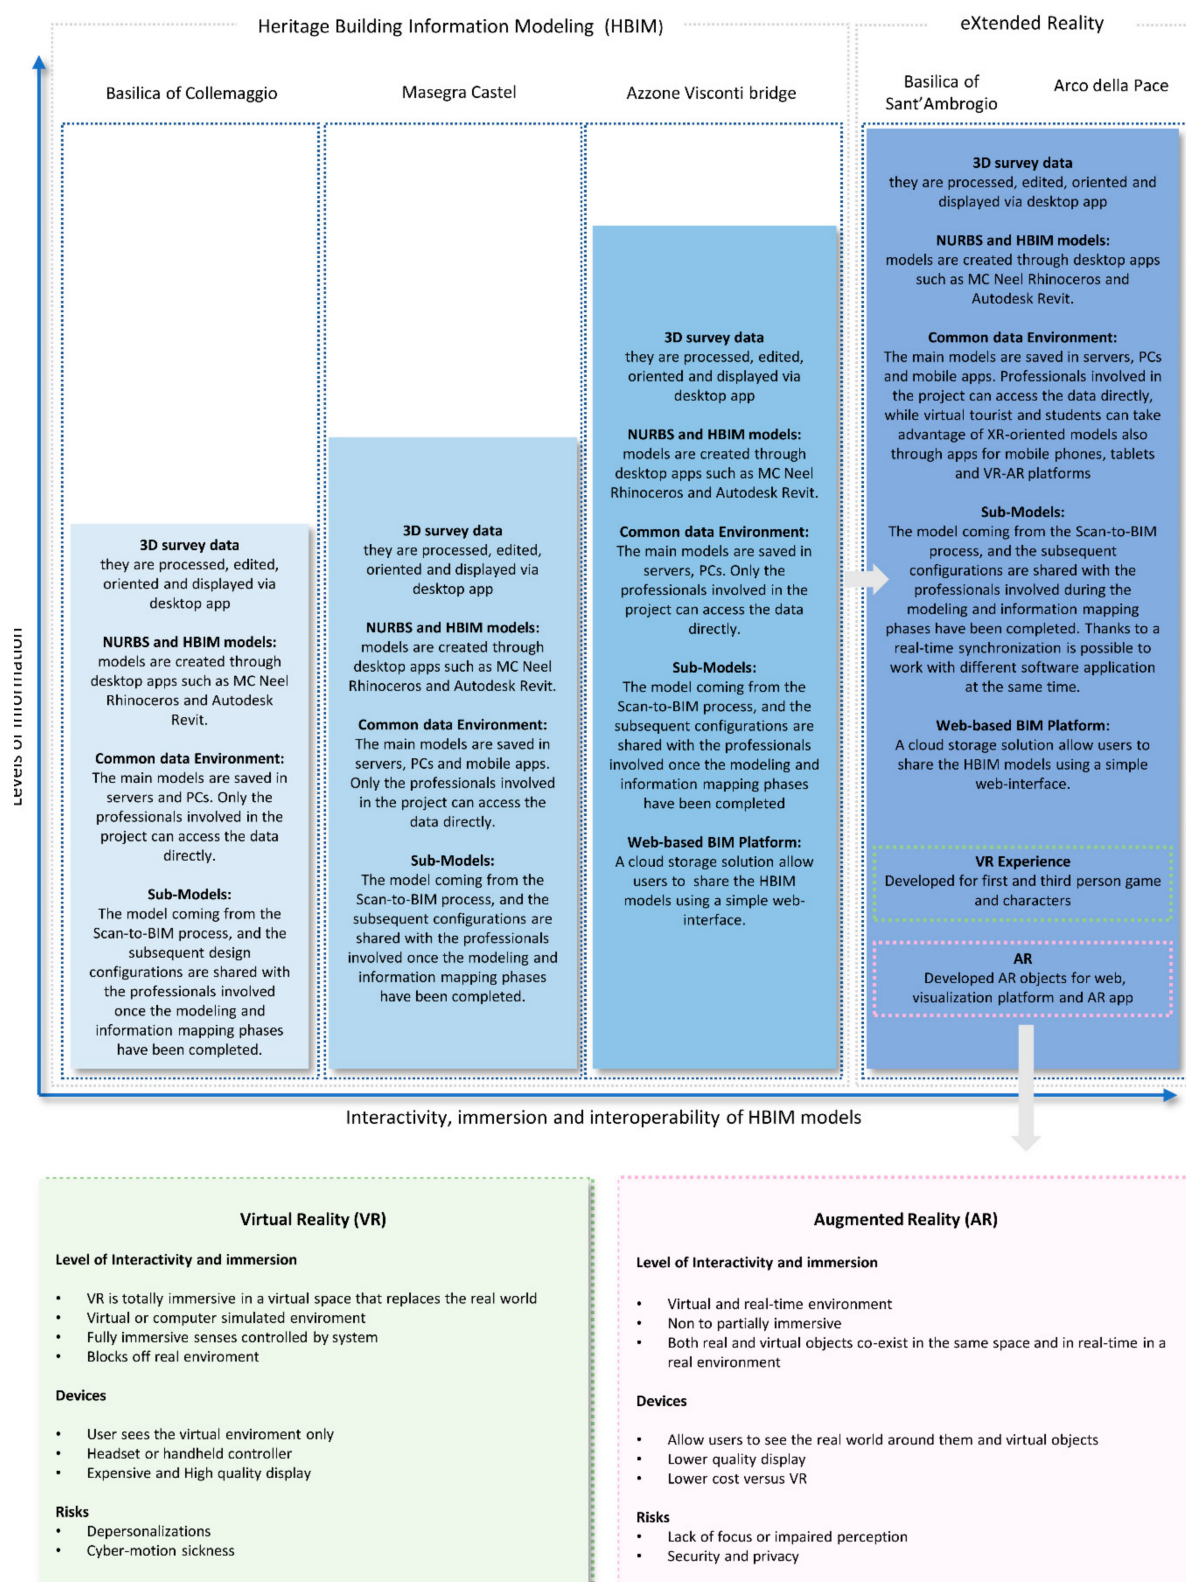 Heritage Building Information Modeling (HBIM)
eXtended Reality
Basilica of Collemaggio
Masegra Castel
Azzone Visconti bridge
Basilica of
Sant'Ambrogio
Arco della Pace
Levels of Information
3D survey data
they are processed, edited,
oriented and displayed via
desktop app
NURBS and HBIM models:
models are created through
desktop apps such as MC Neel
Rhinoceros and Autodesk
Revit.
Common data Environment:
The main models are saved in
servers and PCs. Only the
professionals involved in the
project can access the data
directly.
Sub-Models:
The model coming from the
Scan-to-BIM process, and the
subsequent design
configurations are shared with
the professionals involved
once the modeling and
information mapping phases
have been completed.
3D survey data
they are processed, edited,
oriented and displayed via
desktop app
NURBS and HBIM models:
models are created through
desktop apps such as MC Neel
Rhinoceros and Autodesk Revit.
Common data Environment:
The main models are saved in
servers, PCs and mobile apps.
Only the professionals involved
in the project can access the
data directly.
Sub-Models:
The model coming from the
Scan-to-BIM process, and the
subsequent configurations are
shared with the professionals
involved once the modeling and
information mapping phases
have been completed.
3D survey data
they are processed, edited,
oriented and displayed via
desktop app
NURBS and HBIM models:
models are created through
desktop apps such as MC Neel
Rhinoceros and Autodesk Revit.
Common data Environment:
The main models are saved in
servers, PCs. Only the
professionals involved in the
project can access the data
directly.
Sub-Models:
The model coming from the
Scan-to-BIM process, and the
subsequent configurations are
shared with the professionals
involved once the modeling and
information mapping phases
have been completed
Web-based BIM Platform:
A cloud storage solution allow
users to share the HBIM
models using a simple web-
interface.
3D survey data
they are processed, edited, oriented and
displayed via desktop app
NURBS and HBIM models:
models are created through desktop apps
such as MC Neel Rhinoceros and
Autodesk Revit.
Common data Environment:
The main models are saved in servers, PCs
and mobile apps. Professionals involved in
the project can access the data directly,
while virtual tourist and students can take
advantage of XR-oriented models also
through apps for mobile phones, tablets
and VR-AR platforms
Sub-Models:
The model coming from the Scan-to-BIM
process, and the subsequent
configurations are shared with the
professionals involved during the
modeling and information mapping
phases have been completed. Thanks to a
real-time synchronization is possible to
work with different software application
at the same time.
Web-based BIM Platform:
A cloud storage solution allow users to
share the HBIM models using a simple
web-interface.
VR Experience
Developed for first and third person game
and characters
AR
Developed AR objects for web,
visualization platform and AR app
Interactivity, immersion and interoperability of HBIM models
Virtual Reality (VR)
Level of Interactivity and immersion
• VR is totally immersive in a virtual space that replaces the real world
• Virtual or computer simulated enviroment
• Fully immersive senses controlled by system
• Blocks off real enviroment
Devices
• User sees the virtual enviroment only
• Headset or handheld controller
• Expensive and High quality display
Risks
• Depersonalizations
• Cyber-motion sickness
Augmented Reality (AR)
Level of Interactivity and immersion
• Virtual and real-time environment
• Non to partially immersive
• Both real and virtual objects co-exist in the same space and in real-time in a
real environment
Devices
• Allow users to see the real world around them and virtual objects
• Lower quality display
• Lower cost versus VR
Risks
• Lack of focus or impaired perception
• Security and privacy